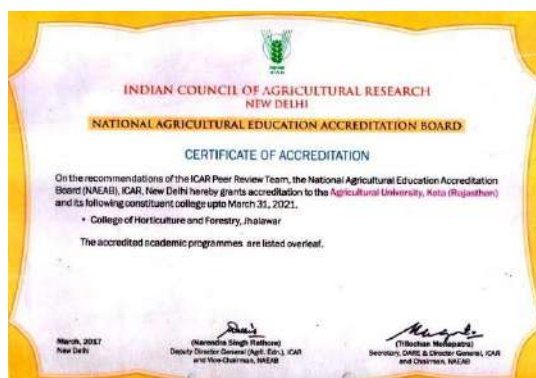 INDIAN COUNCIL OF AGRICULTURAL RESEARCH
NEW DELHI
NATIONAL AGRICULTURAL EDUCATION ACCREDITATION BOARD
CERTIFICATE OF ACCREDITATION
On the recommendations of the ICAR Peer Review Team, the National Agricultural Education Accreditation
Board (NAEAB), ICAR, New Delhi hereby grants accreditation to the Agricultural University, Kota (Rajasthan)
and its following constituent college upto March 31, 2021.
• College of Horticulture and Forestry, Jhalawar
The accredited academic programmes are listed overleaf.
March, 2017
New Delhi
(Narendra Singh Rathore)
Deputy Director General (Agril. Edn.), ICAR
and Vice-Chairman, NAEAB
(Trilochan Mohapatra)
Secretary, DARE & Director General, ICAR
and Chairman, NAEAB